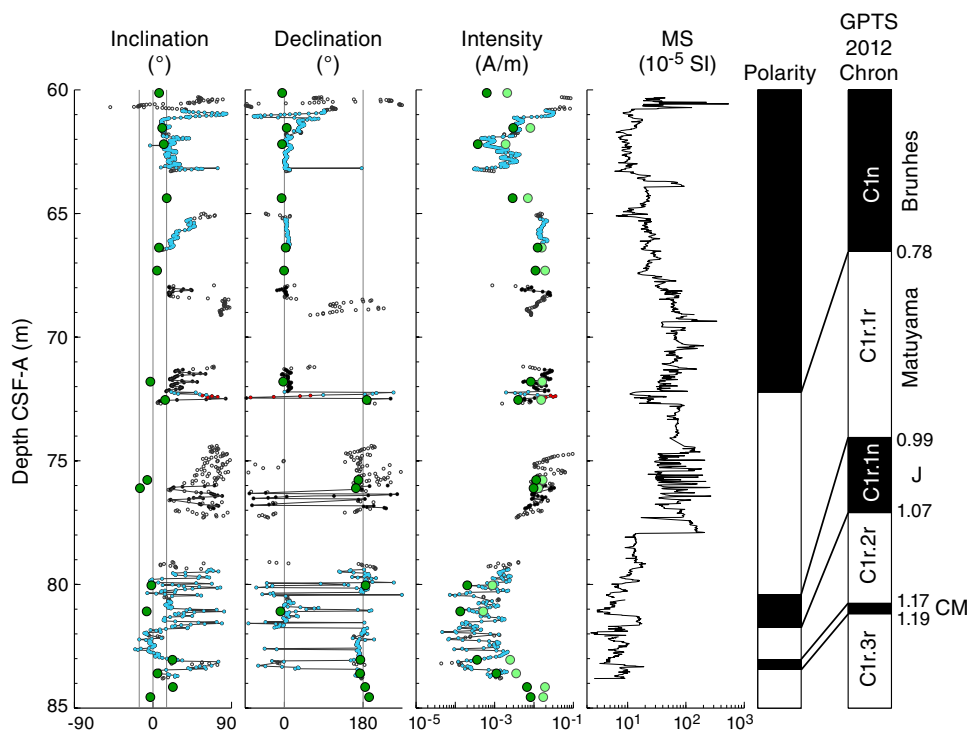 Inclination
(°)
Declination
(°)
Intensity
(A/m)
MS
(10-5 SI)
Polarity
GPTS
2012
Chron
60
65
70
75
80
85
Depth CSF-A (m)
-90
0
90
0
180
10-5
10-3
10-1
101
102
103
C1n
Brunhes
0.78
C1r.1r
Matuyama
0.99
C1r.1n
J
1.07
C1r.2r
1.17
CM
1.19
C1r.3r